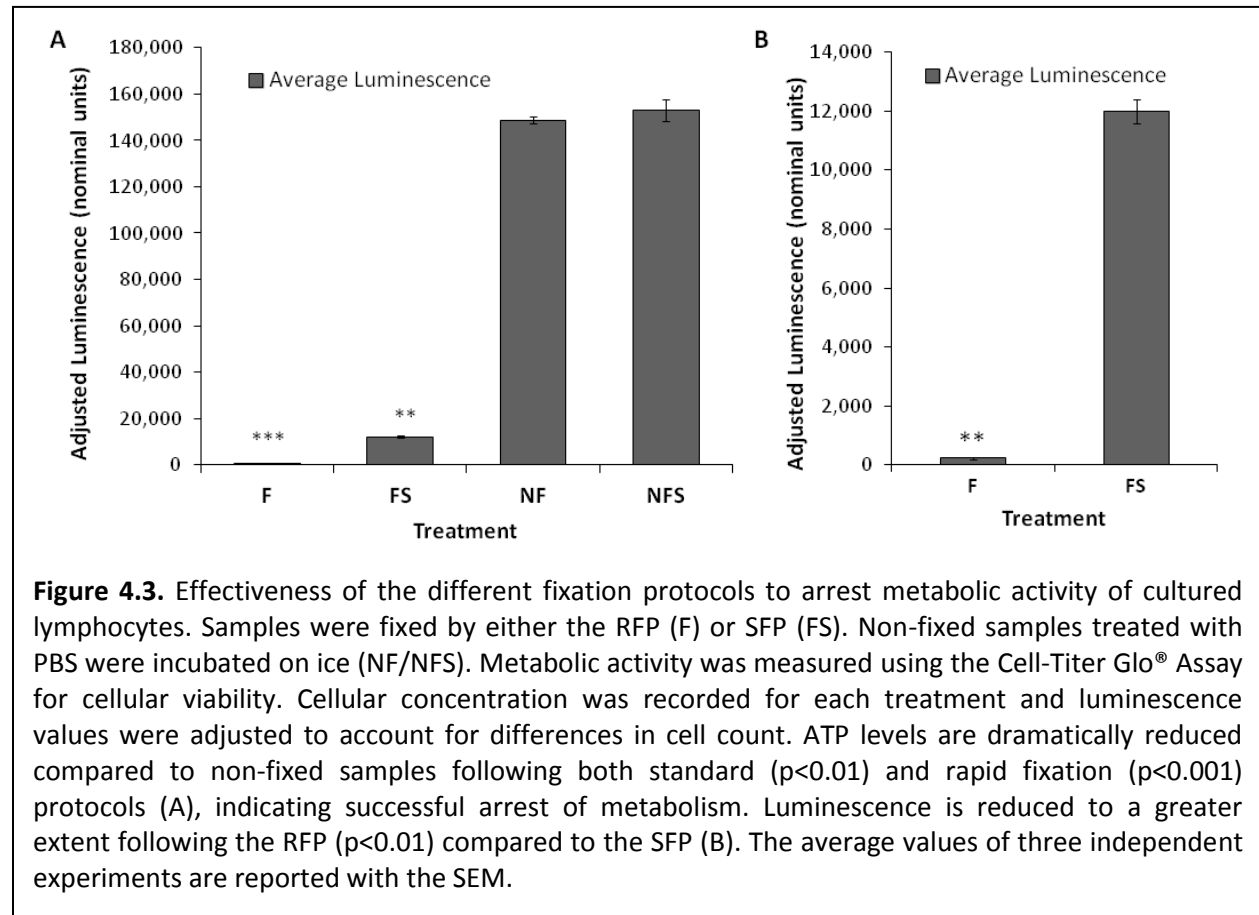 A
180,000
160,000
140,000
120,000
100,000
80,000
60,000
40,000
20,000
0
Adjusted Luminescence (nominal units)
Average Luminescence
***
**
F FS NF NFS
Treatment
B
14,000
12,000
10,000
8,000
6,000
4,000
2,000
0
Adjusted Luminescence (nominal units)
Average Luminescence
**
F FS
Treatment
Figure 4.3. Effectiveness of the different fixation protocols to arrest metabolic activity of cultured
lymphocytes. Samples were fixed by either the RFP (F) or SFP (FS). Non-fixed samples treated with
PBS were incubated on ice (NF/NFS). Metabolic activity was measured using the Cell-Titer Glo® Assay
for cellular viability. Cellular concentration was recorded for each treatment and luminescence
values were adjusted to account for differences in cell count. ATP levels are dramatically reduced
compared to non-fixed samples following both standard (p<0.01) and rapid fixation (p<0.001)
protocols (A), indicating successful arrest of metabolism. Luminescence is reduced to a greater
extent following the RFP (p<0.01) compared to the SFP (B). The average values of three independent
experiments are reported with the SEM.